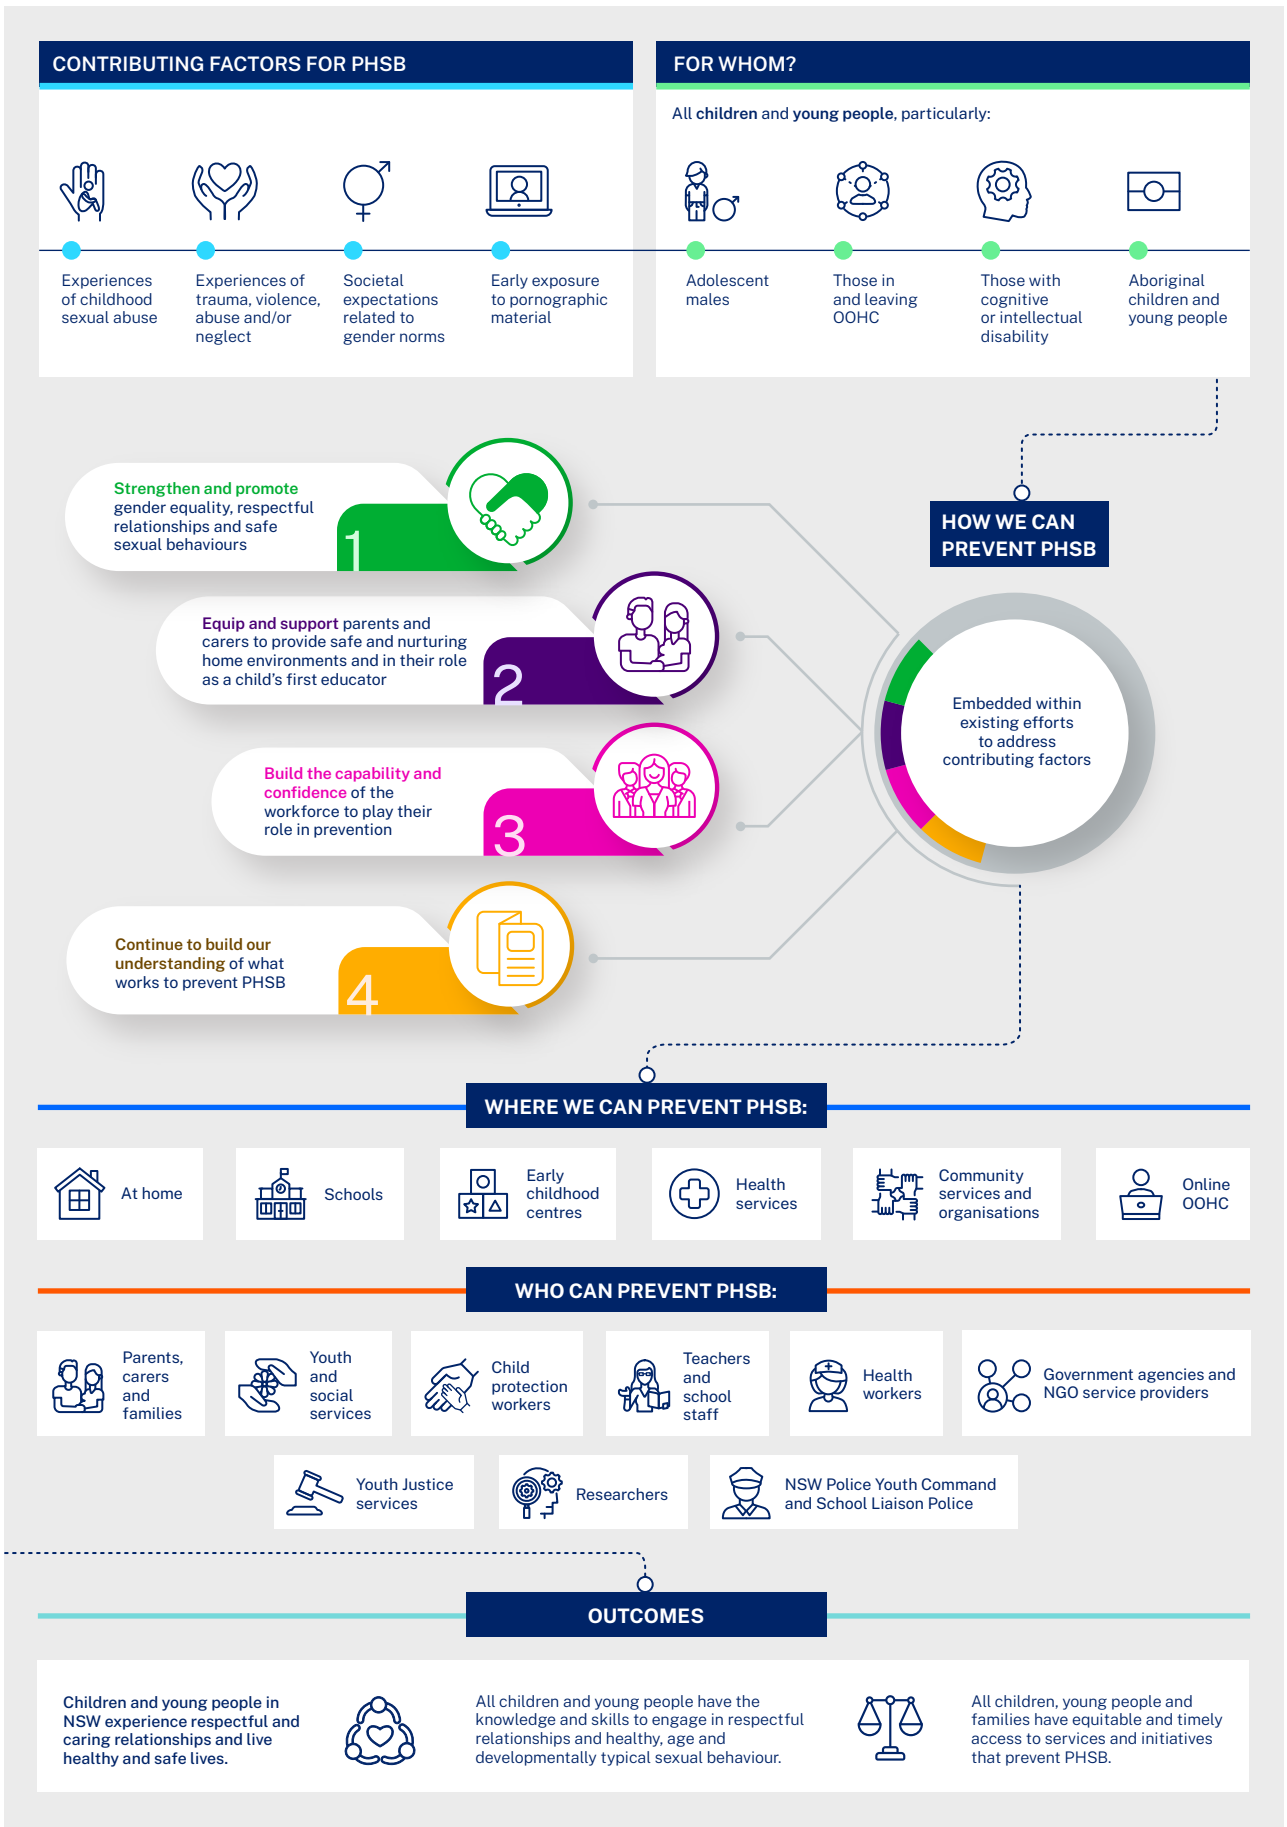 CONTRIBUTING FACTORS FOR PHSB
Experiences
of childhood
sexual abuse
Experiences of
trauma, violence,
abuse and/or
neglect
Societal
expectations
related to
gender norms
Early exposure
to pornographic
material
FOR WHOM?
All children and young people, particularly:
Adolescent
males
Those in
and leaving
OOHC
Those with
cognitive
or intellectual
disability
Aboriginal
children and
young people
HOW WE CAN
PREVENT PHSB
Strengthen and promote
gender equality, respectful
relationships and safe
sexual behaviours
1
Equip and support parents and
carers to provide safe and nurturing
home environments and in their role
as a child's first educator
2
Build the capability and
confidence of the
workforce to play their
role in prevention
3
Continue to build our
understanding of what
works to prevent PHSB
4
Embedded within
existing efforts
to address
contributing factors
WHERE WE CAN PREVENT PHSB:
At home
Schools
Early
childhood
centres
Health
services
Community
services and
organisations
Online
OOHC
WHO CAN PREVENT PHSB:
Parents,
carers
and
families
Youth
and
social
services
Child
protection
workers
Teachers
and
school
staff
Health
workers
Government agencies and
NGO service providers
Youth Justice
services
Researchers
NSW Police Youth Command
and School Liaison Police
OUTCOMES
Children and young people in
NSW experience respectful and
caring relationships and live
healthy and safe lives.
All children and young people have the
knowledge and skills to engage in respectful
relationships and healthy, age and
developmentally typical sexual behaviour.
All children, young people and
families have equitable and timely
access to services and initiatives
that prevent PHSB.